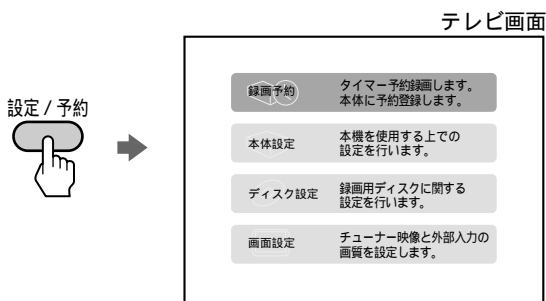 テレビ画面
設定 / 予約
録画予約
タイマー予約録画します。
本体に予約登録します。
本体設定
本機を使用する上での
設定を行います。
ディスク設定
録画用ディスクに関する
設定を行います。
画面設定
チューナー映像と外部入力の
画質を設定します。